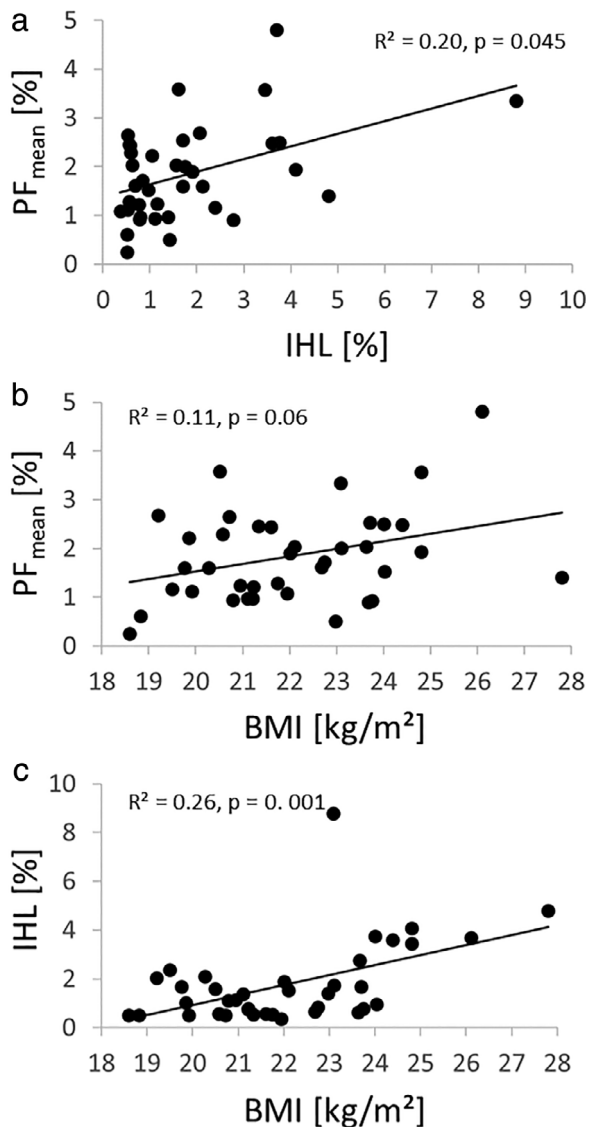 a
R² = 0.20, p = 0.045
5
4
3
2
1
0
PFmean [%]
0 1 2 3 4 5 6 7 8 9 10
IHL [%]
b
R² = 0.11, p = 0.06
5
4
3
2
1
0
PFmean [%]
18 19 20 21 22 23 24 25 26 27 28
BMI [kg/m²]
c
R² = 0.26, p = 0. 001
10
8
6
4
2
0
IHL [%]
18 19 20 21 22 23 24 25 26 27 28
BMI [kg/m²]